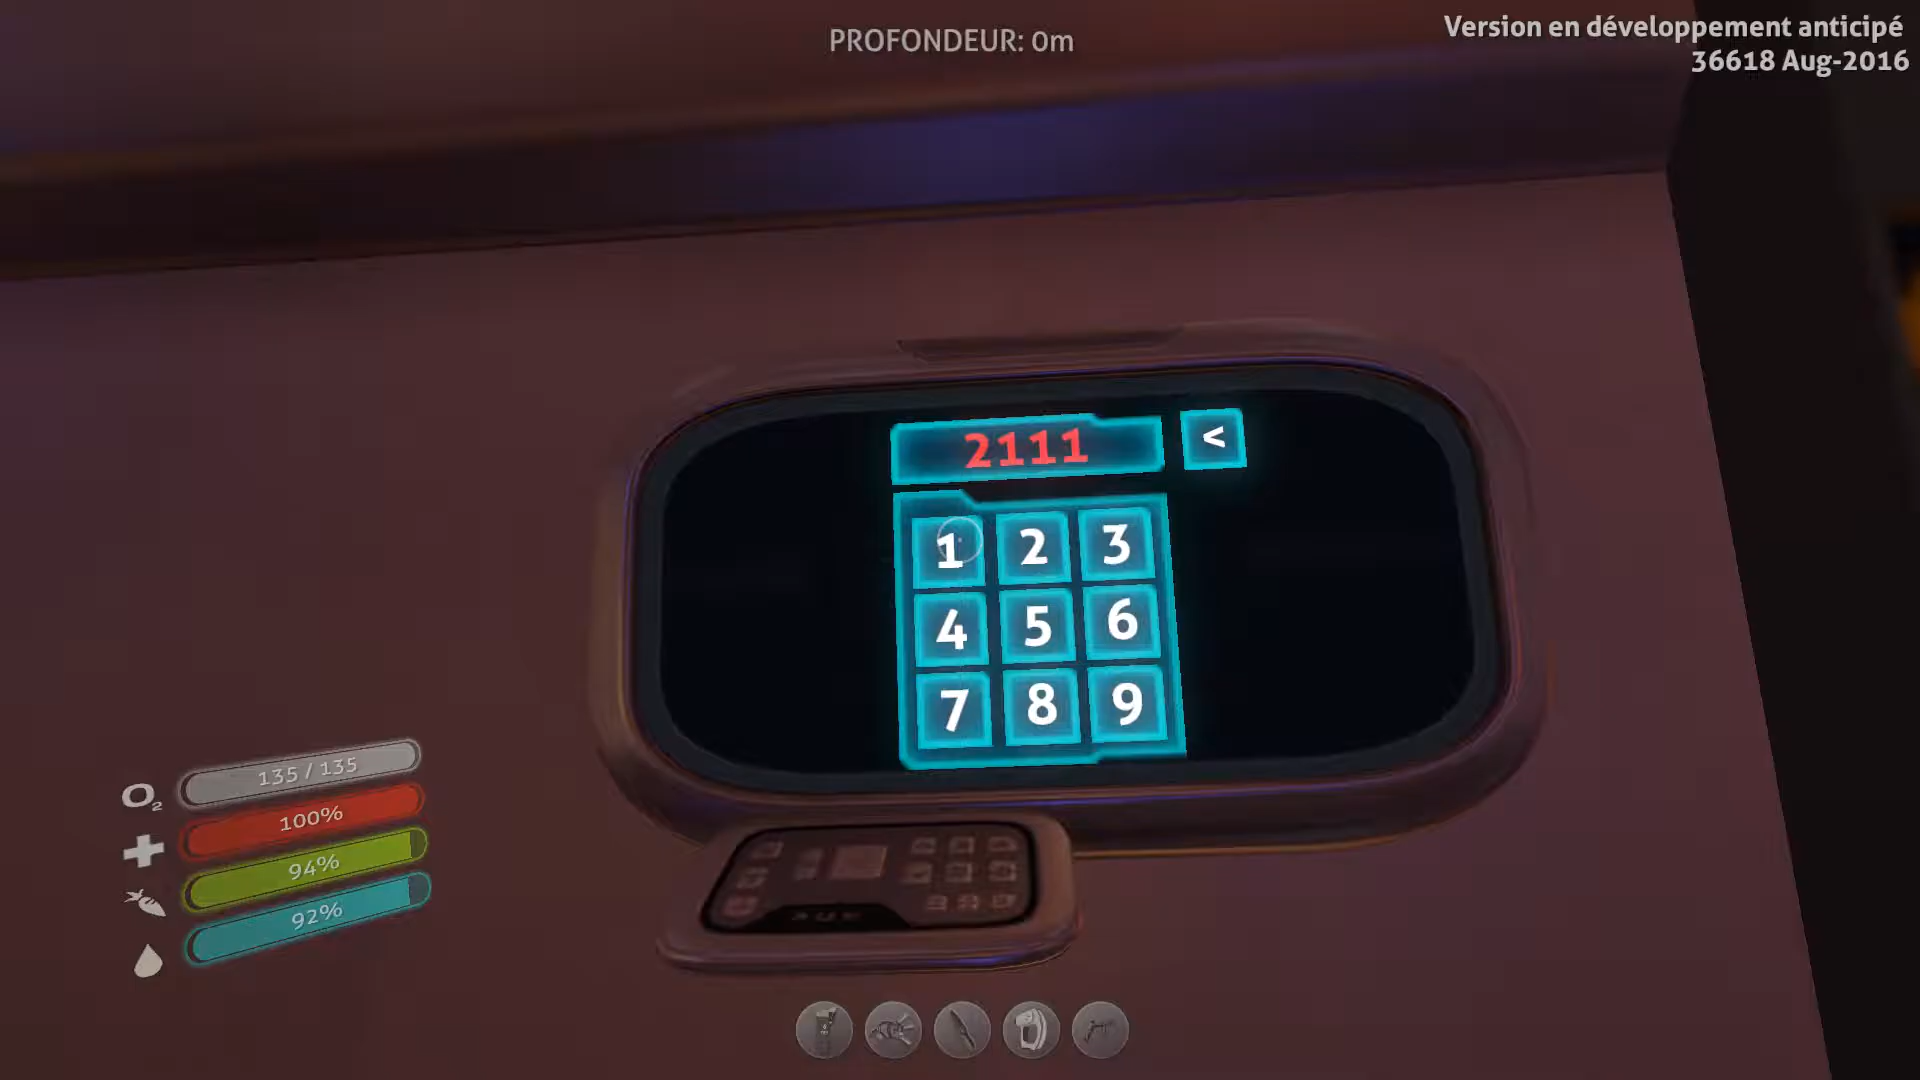 PROFONDEUR: 0m
Version en développement anticipé
36618 Aug-2016
2111
<
1 2 3
4 5 6
7 8 9
O₂ 135 / 135
100%
94%
92%